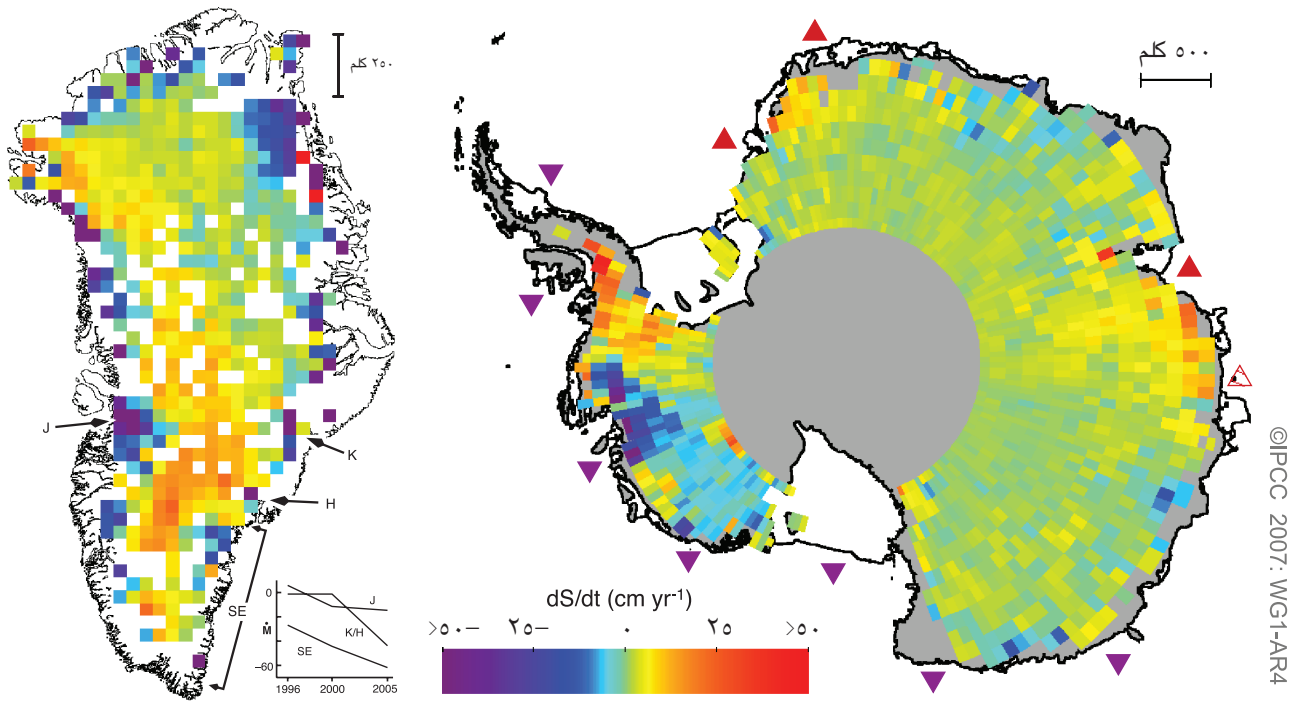 ٢٥٠ كلم
٥٠٠ كلم
J
K
H
SE
0
Ṁ
–60
J
K/H
SE
1996 2000 2005
dS/dt (cm yr-1)
>٥٠– ٢٥– ٠ ٢٥ >٥٠
©IPCC 2007: WG1-AR4